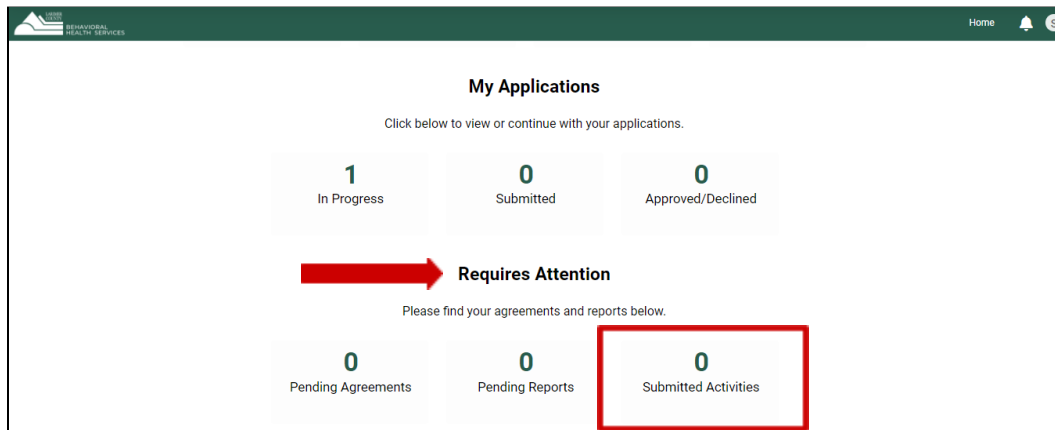 LARIMER
COUNTY
BEHAVIORAL
HEALTH SERVICES
Home
S
My Applications
Click below to view or continue with your applications.
1 0 0
In Progress Submitted Approved/Declined
Requires Attention
Please find your agreements and reports below.
0 0 0
Pending Agreements Pending Reports Submitted Activities